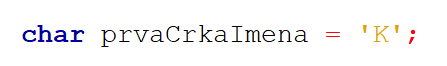 char prvaCrkaImena = 'K';